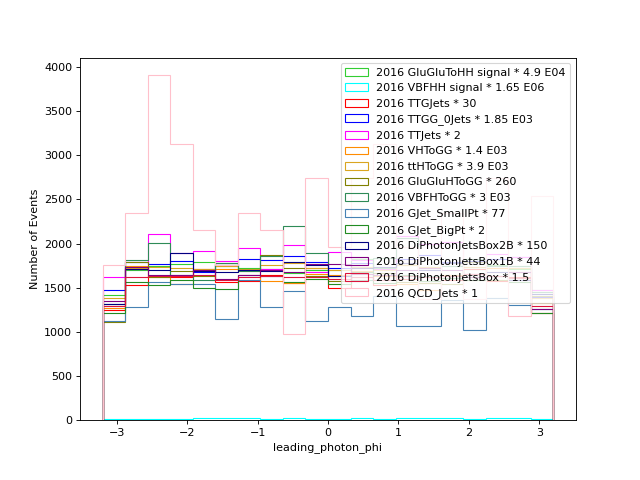 4000
3500
3000
2500
2000
1500
1000
500
0
Number of Events
2016 GluGluToHH signal * 4.9 E04
2016 VBFHH signal * 1.65 E06
2016 TTGJets * 30
2016 TTGG_0Jets * 1.85 E03
2016 TTJets * 2
2016 VHToGG * 1.4 E03
2016 ttHToGG * 3.9 E03
2016 GluGluHToGG * 260
2016 VBFHToGG * 3 E03
2016 GJet_SmallPt * 77
2016 GJet_BigPt * 2
2016 DiPhotonJetsBox2B * 150
2016 DiPhotonJetsBox1B * 44
2016 DiPhotonJetsBox * 1.5
2016 QCD_Jets * 1
−3 −2 −1 0 1 2 3
leading_photon_phi